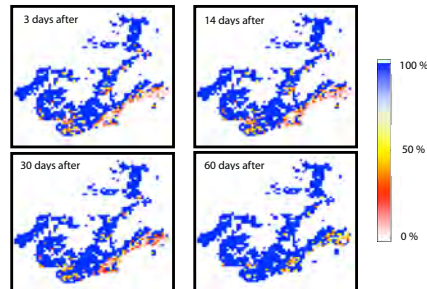 3 days after
14 days after
100 %
50 %
0 %
30 days after
60 days after